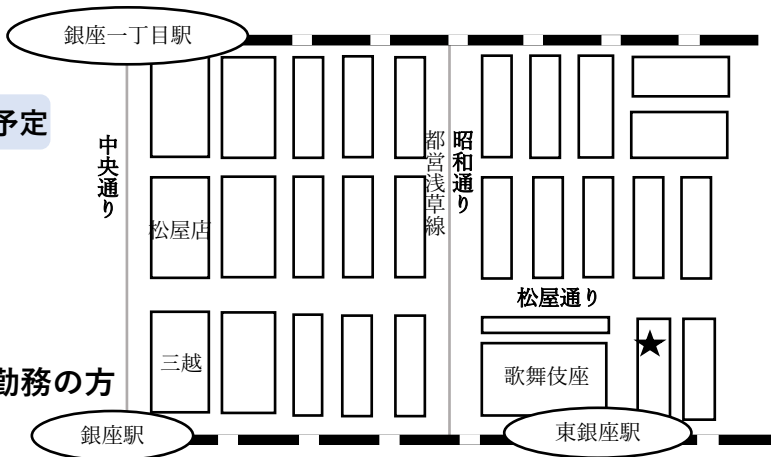 銀座一丁目駅
予定
中央通り
都営浅草線
昭和通り
松屋店
松屋通り
三越
歌舞伎座
勤務の方
銀座駅
東銀座駅